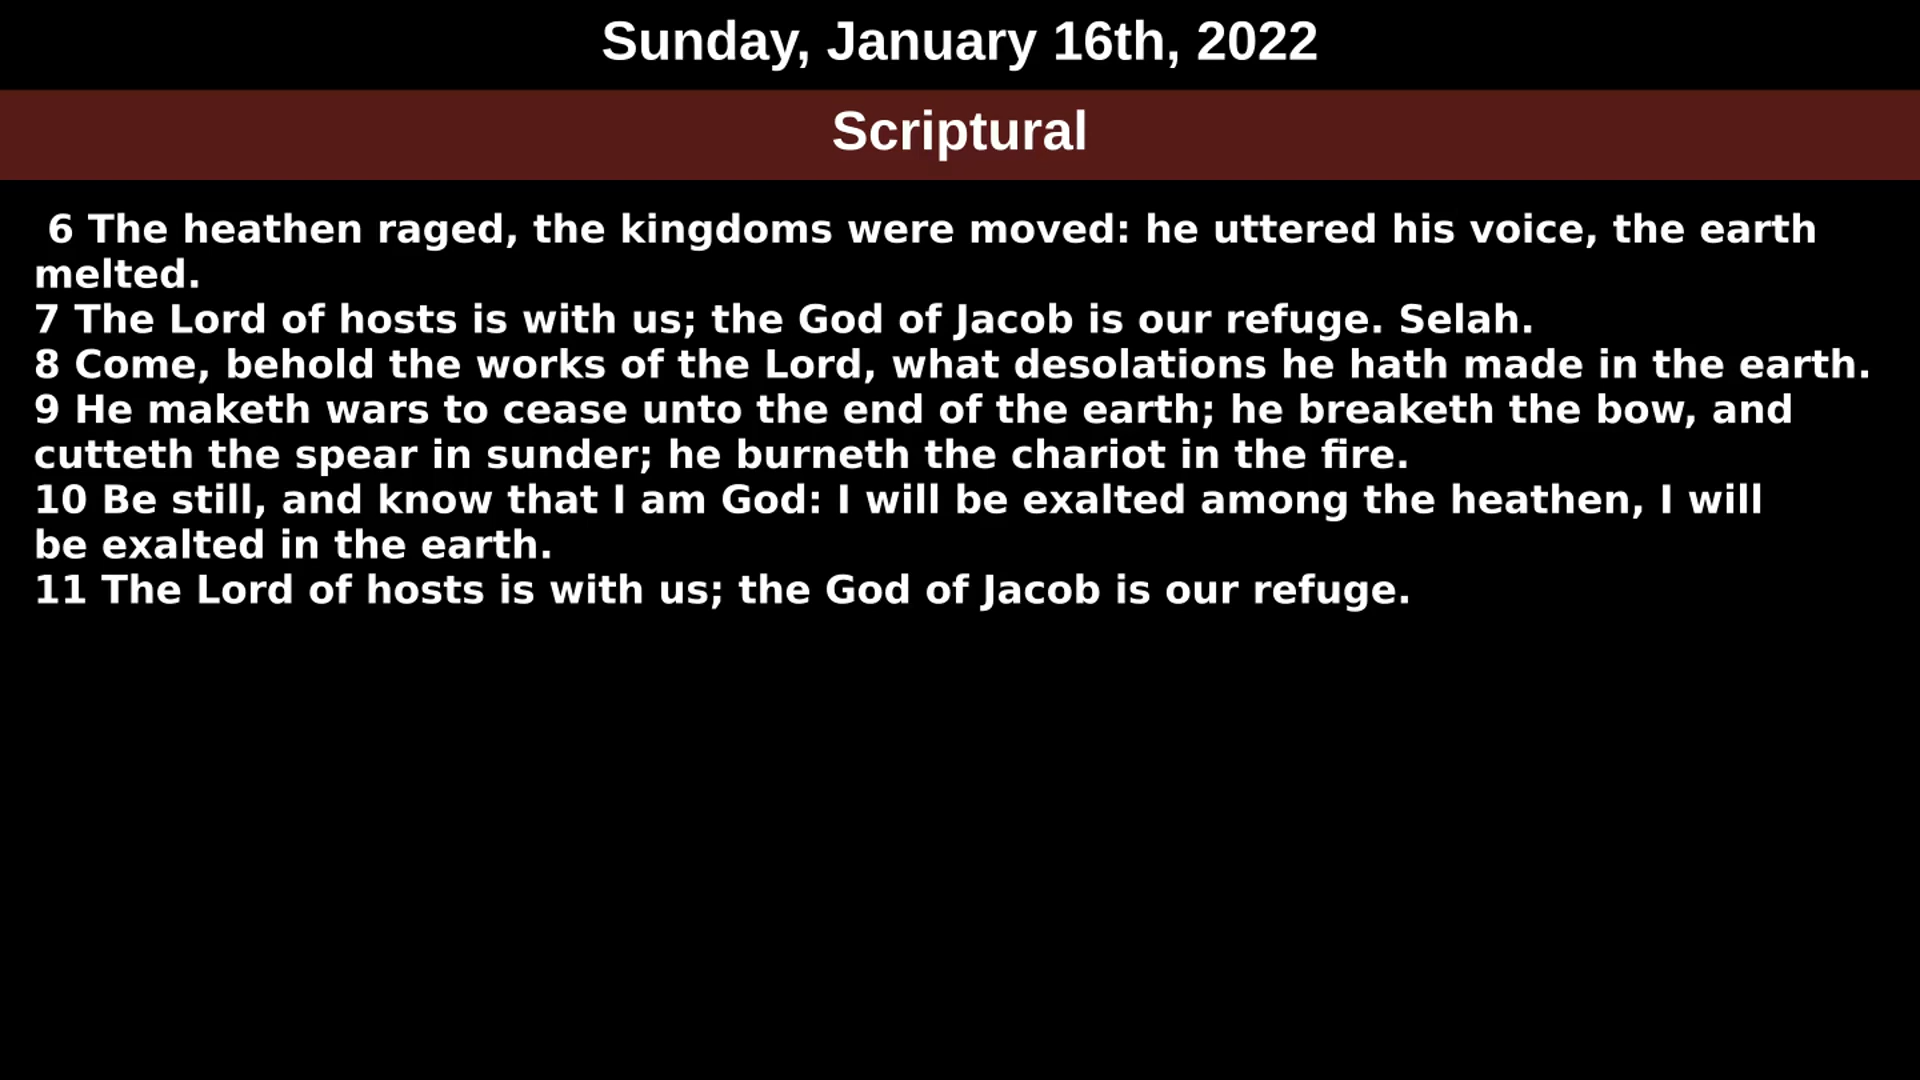 Sunday, January 16th, 2022
Scriptural
6 The heathen raged, the kingdoms were moved: he uttered his voice, the earth
melted.
7 The Lord of hosts is with us; the God of Jacob is our refuge. Selah.
8 Come, behold the works of the Lord, what desolations he hath made in the earth.
9 He maketh wars to cease unto the end of the earth; he breaketh the bow, and
cutteth the spear in sunder; he burneth the chariot in the fire.
10 Be still, and know that I am God: I will be exalted among the heathen, I will
be exalted in the earth.
11 The Lord of hosts is with us; the God of Jacob is our refuge.